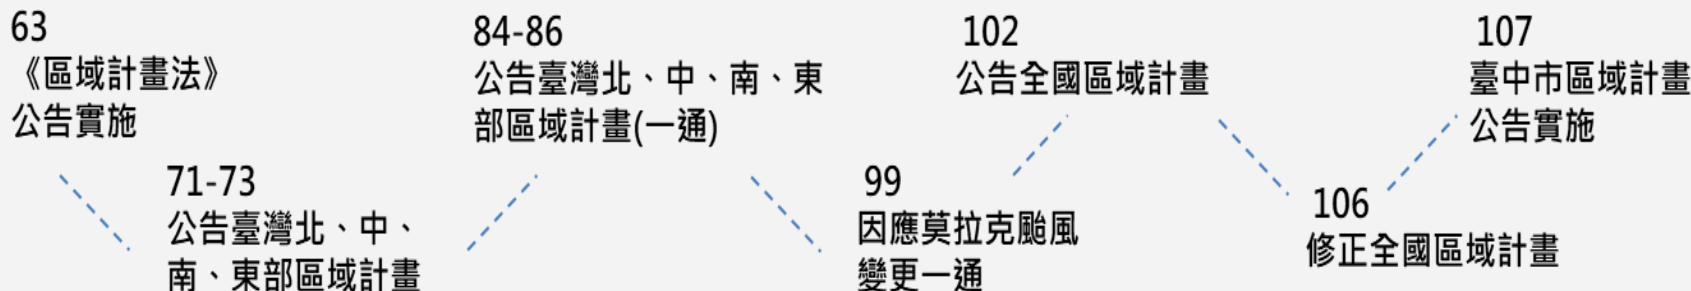 63
《區域計畫法》
公告實施
71-73
公告臺灣北、中、
南、東部區域計畫
84-86
公告臺灣北、中、南、東
部區域計畫(一通)
99
因應莫拉克颱風
變更一通
102
公告全國區域計畫
106
修正全國區域計畫
107
臺中市區域計畫
公告實施